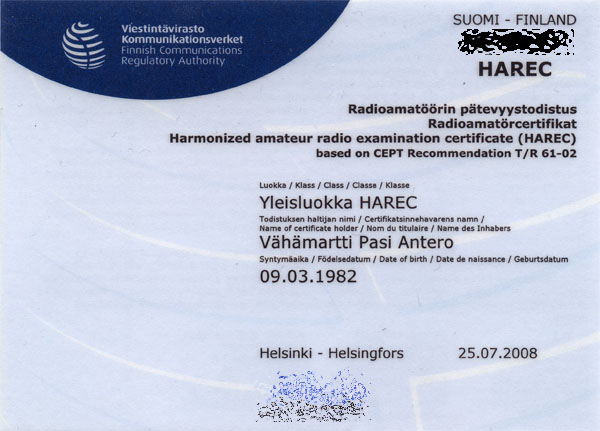 Viestintävirasto
Kommunikationsverket
Finnish Communications
Regulatory Authority
SUOMI - FINLAND
HAREC
Radioamatöörin pätevyystodistus
Radioamatörcertifikat
Harmonized amateur radio examination certificate (HAREC)
based on CEPT Recommendation T/R 61-02
Luokka / Klass / Class / Classe / Klasse
Yleisluokka HAREC
Todistuksen haltijan nimi / Certifikatsinnehavarens namn /
Name of certificate holder / Nom du titulaire / Name des Inhabers
Vähämartti Pasi Antero
Syntymäaika / Födelsedatum / Date of birth / Date de naissance / Geburtsdatum
09.03.1982
Helsinki - Helsingfors 25.07.2008